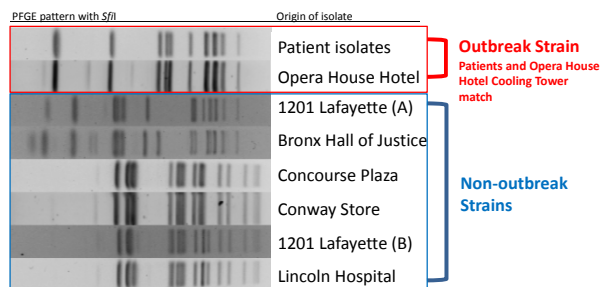 PFGE pattern with SfiI
Origin of isolate
Patient isolates
Opera House Hotel
1201 Lafayette (A)
Bronx Hall of Justice
Concourse Plaza
Conway Store
1201 Lafayette (B)
Lincoln Hospital
Outbreak Strain
Patients and Opera House
Hotel Cooling Tower
match
Non-outbreak
Strains